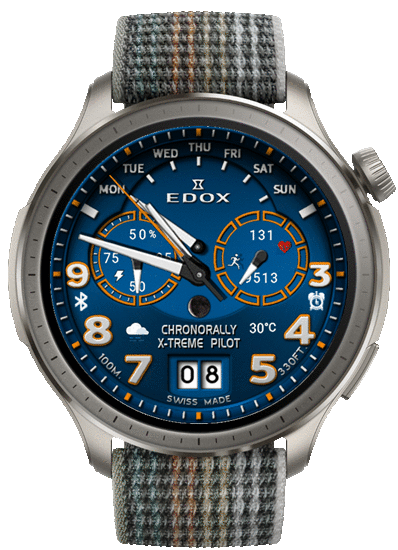 MON TUE WED THU FRI SAT SUN
EDOX
50% 131
75
50 9513
9 3
8 4
CHRONORALLY 30°C
X-TREME PILOT
7 08 5
100M. 330FT.
SWISS MADE